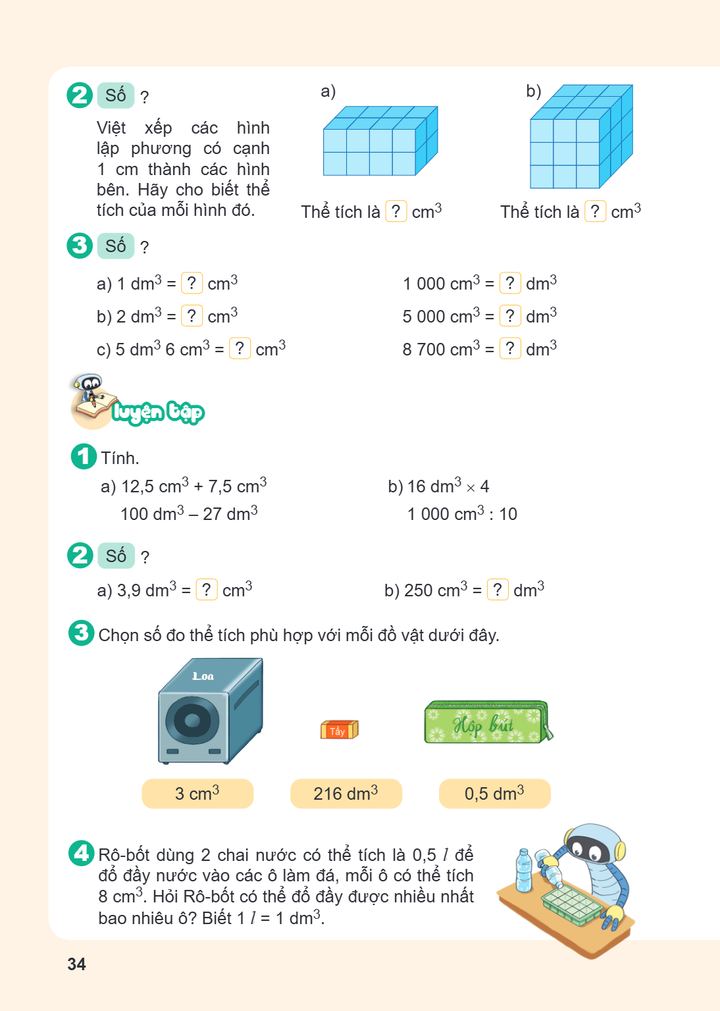 2 Số ?
Việt xếp các hình
lập phương có cạnh
1 cm thành các hình
bên. Hãy cho biết thể
tích của mỗi hình đó.
a)
Thể tích là ? cm³
b)
Thể tích là ? cm³
3 Số ?
a) 1 dm³ = ? cm³
1 000 cm³ = ? dm³
b) 2 dm³ = ? cm³
5 000 cm³ = ? dm³
c) 5 dm³ 6 cm³ = ? cm³
8 700 cm³ = ? dm³
luyện tập
1 Tính.
a) 12,5 cm³ + 7,5 cm³
b) 16 dm³ × 4
100 dm³ – 27 dm³
1 000 cm³ : 10
2 Số ?
a) 3,9 dm³ = ? cm³
b) 250 cm³ = ? dm³
3 Chọn số đo thể tích phù hợp với mỗi đồ vật dưới đây.
Loa
Tẩy
Hộp bút
3 cm³
216 dm³
0,5 dm³
4 Rô-bốt dùng 2 chai nước có thể tích là 0,5 l để
đổ đầy nước vào các ô làm đá, mỗi ô có thể tích
8 cm³. Hỏi Rô-bốt có thể đổ đầy được nhiều nhất
bao nhiêu ô? Biết 1 l = 1 dm³.
34